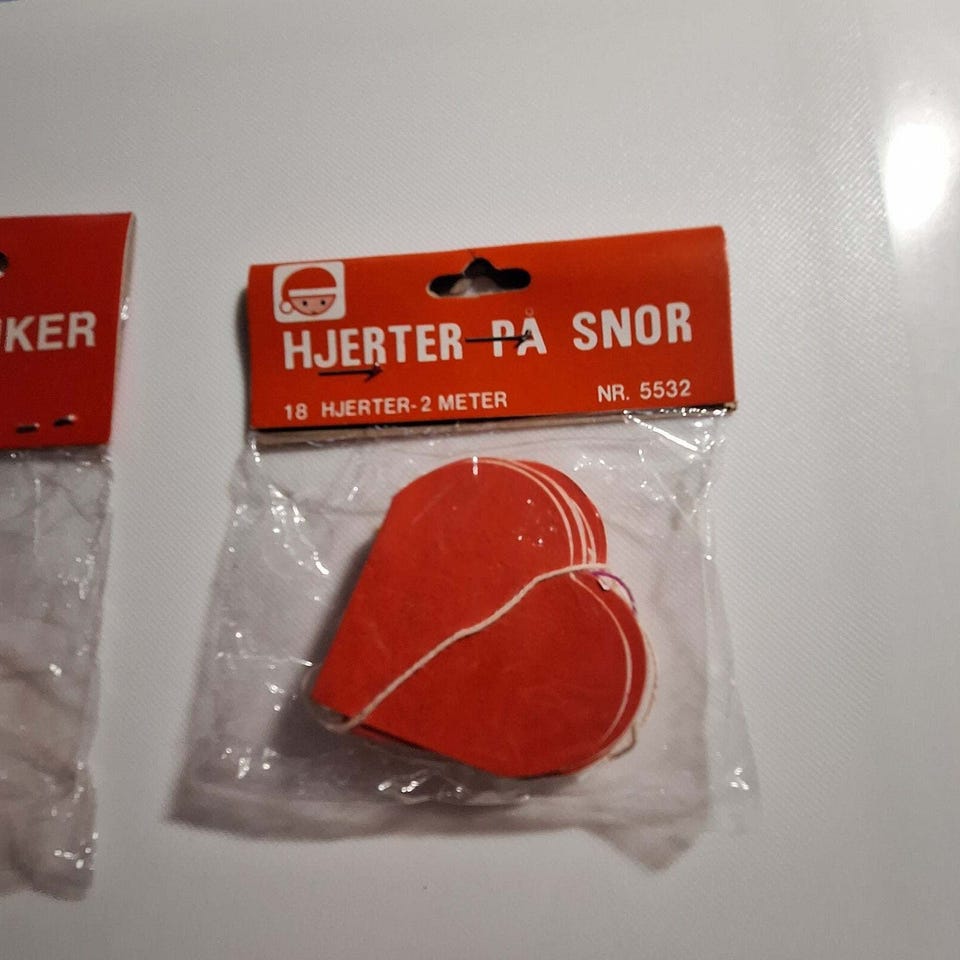 KER
HJERTER PÅ SNOR
18 HJERTER-2 METER NR. 5532